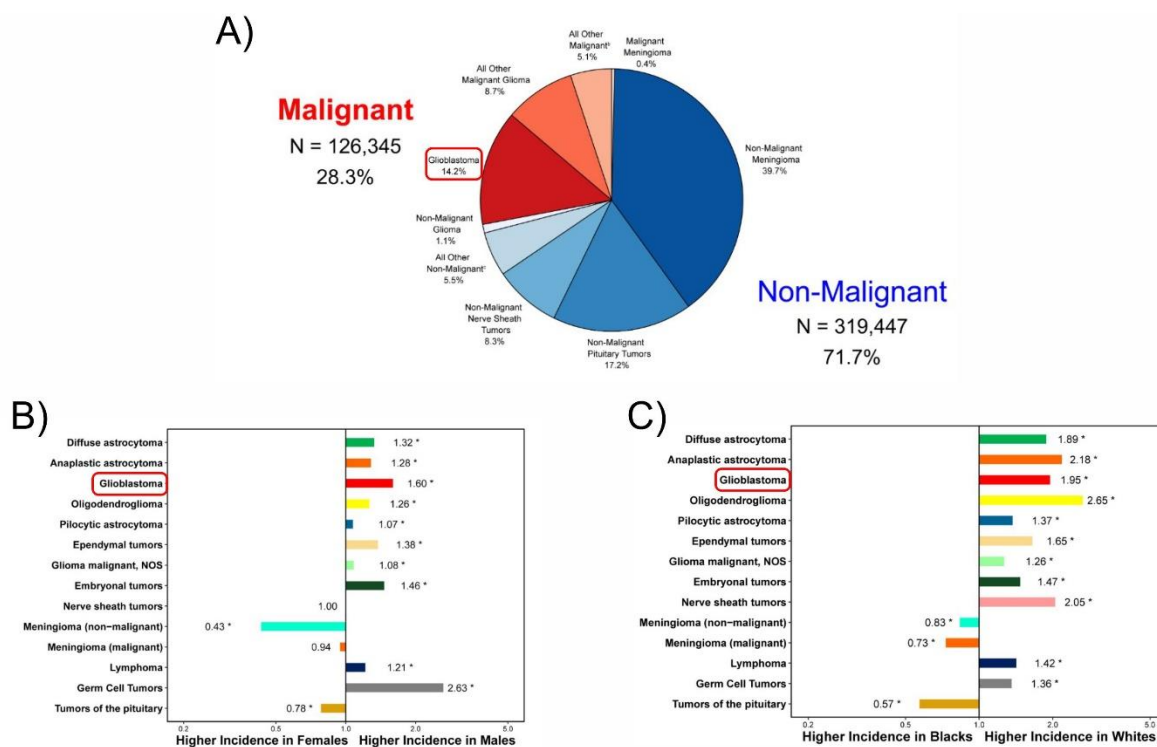 A)
All Other
Malignantᵇ
5.1%
Malignant
Meningioma
0.4%
All Other
Malignant Glioma
8.7%
Malignant
N = 126,345
28.3%
Glioblastoma
14.2%
Non-Malignant
Meningioma
39.7%
Non-Malignant
Glioma
1.1%
All Other
Non-Malignantᶜ
5.5%
Non-Malignant
Nerve Sheath
Tumors
8.3%
Non-Malignant
Pituitary Tumors
17.2%
Non-Malignant
N = 319,447
71.7%
B)
Diffuse astrocytoma 1.32 *
Anaplastic astrocytoma 1.28 *
Glioblastoma 1.60 *
Oligodendroglioma 1.26 *
Pilocytic astrocytoma 1.07 *
Ependymal tumors 1.38 *
Glioma malignant, NOS 1.08 *
Embryonal tumors 1.46 *
Nerve sheath tumors 1.00
Meningioma (non-malignant) 0.43 *
Meningioma (malignant) 0.94
Lymphoma 1.21 *
Germ Cell Tumors 2.63 *
Tumors of the pituitary 0.78 *
0.2 0.5 1.0 2.0 5.0
Higher Incidence in Females Higher Incidence in Males
C)
Diffuse astrocytoma 1.89 *
Anaplastic astrocytoma 2.18 *
Glioblastoma 1.95 *
Oligodendroglioma 2.65 *
Pilocytic astrocytoma 1.37 *
Ependymal tumors 1.65 *
Glioma malignant, NOS 1.26 *
Embryonal tumors 1.47 *
Nerve sheath tumors 2.05 *
Meningioma (non-malignant) 0.83 *
Meningioma (malignant) 0.73 *
Lymphoma 1.42 *
Germ Cell Tumors 1.36 *
Tumors of the pituitary 0.57 *
0.2 0.5 1.0 2.0 5.0
Higher Incidence in Blacks Higher Incidence in Whites